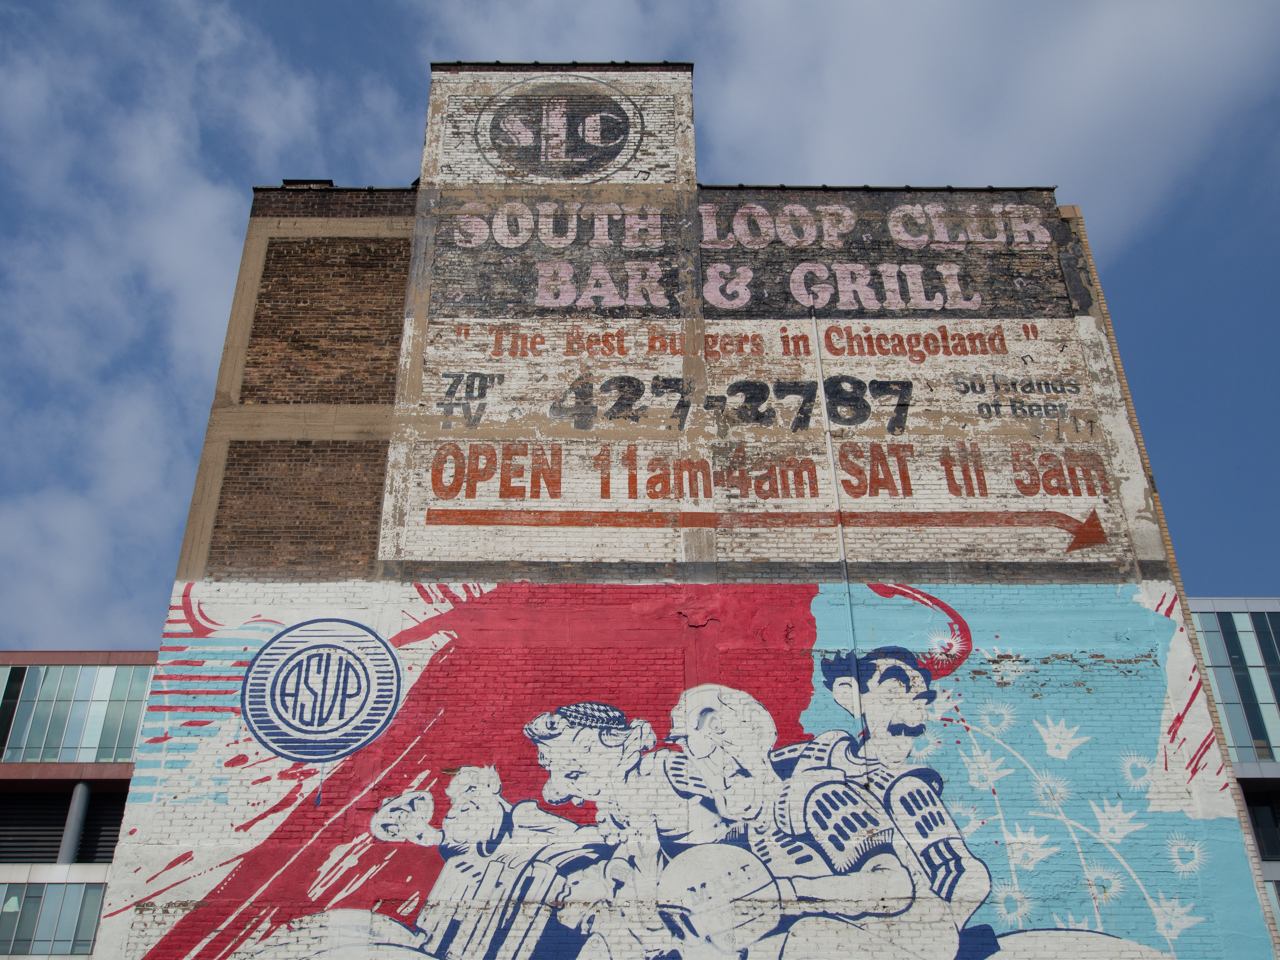 SLC
SOUTH LOOP CLUB
BAR & GRILL
"The Best Burgers in Chicagoland"
70" TV
427-2787
50 Brands of Beer
OPEN 11am-4am SAT til 5am
ASVP